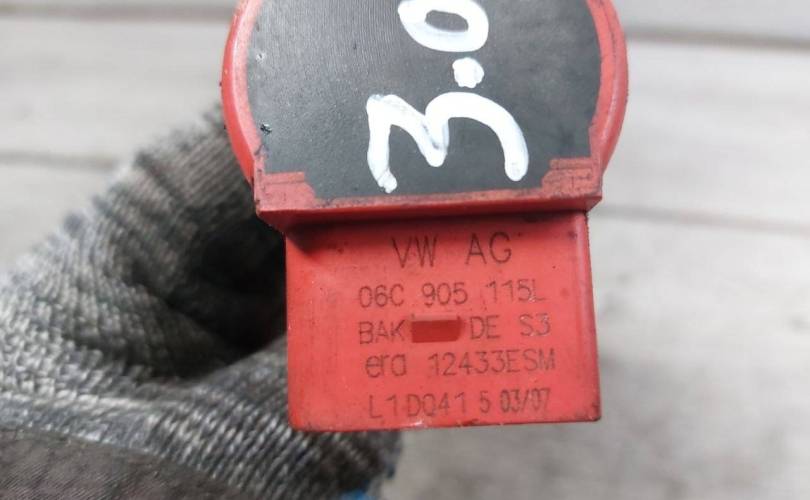 3.0
VW AG
06C 905 115L
BAK DE S3
era 12433ESM
L1DQ41 5 03/07